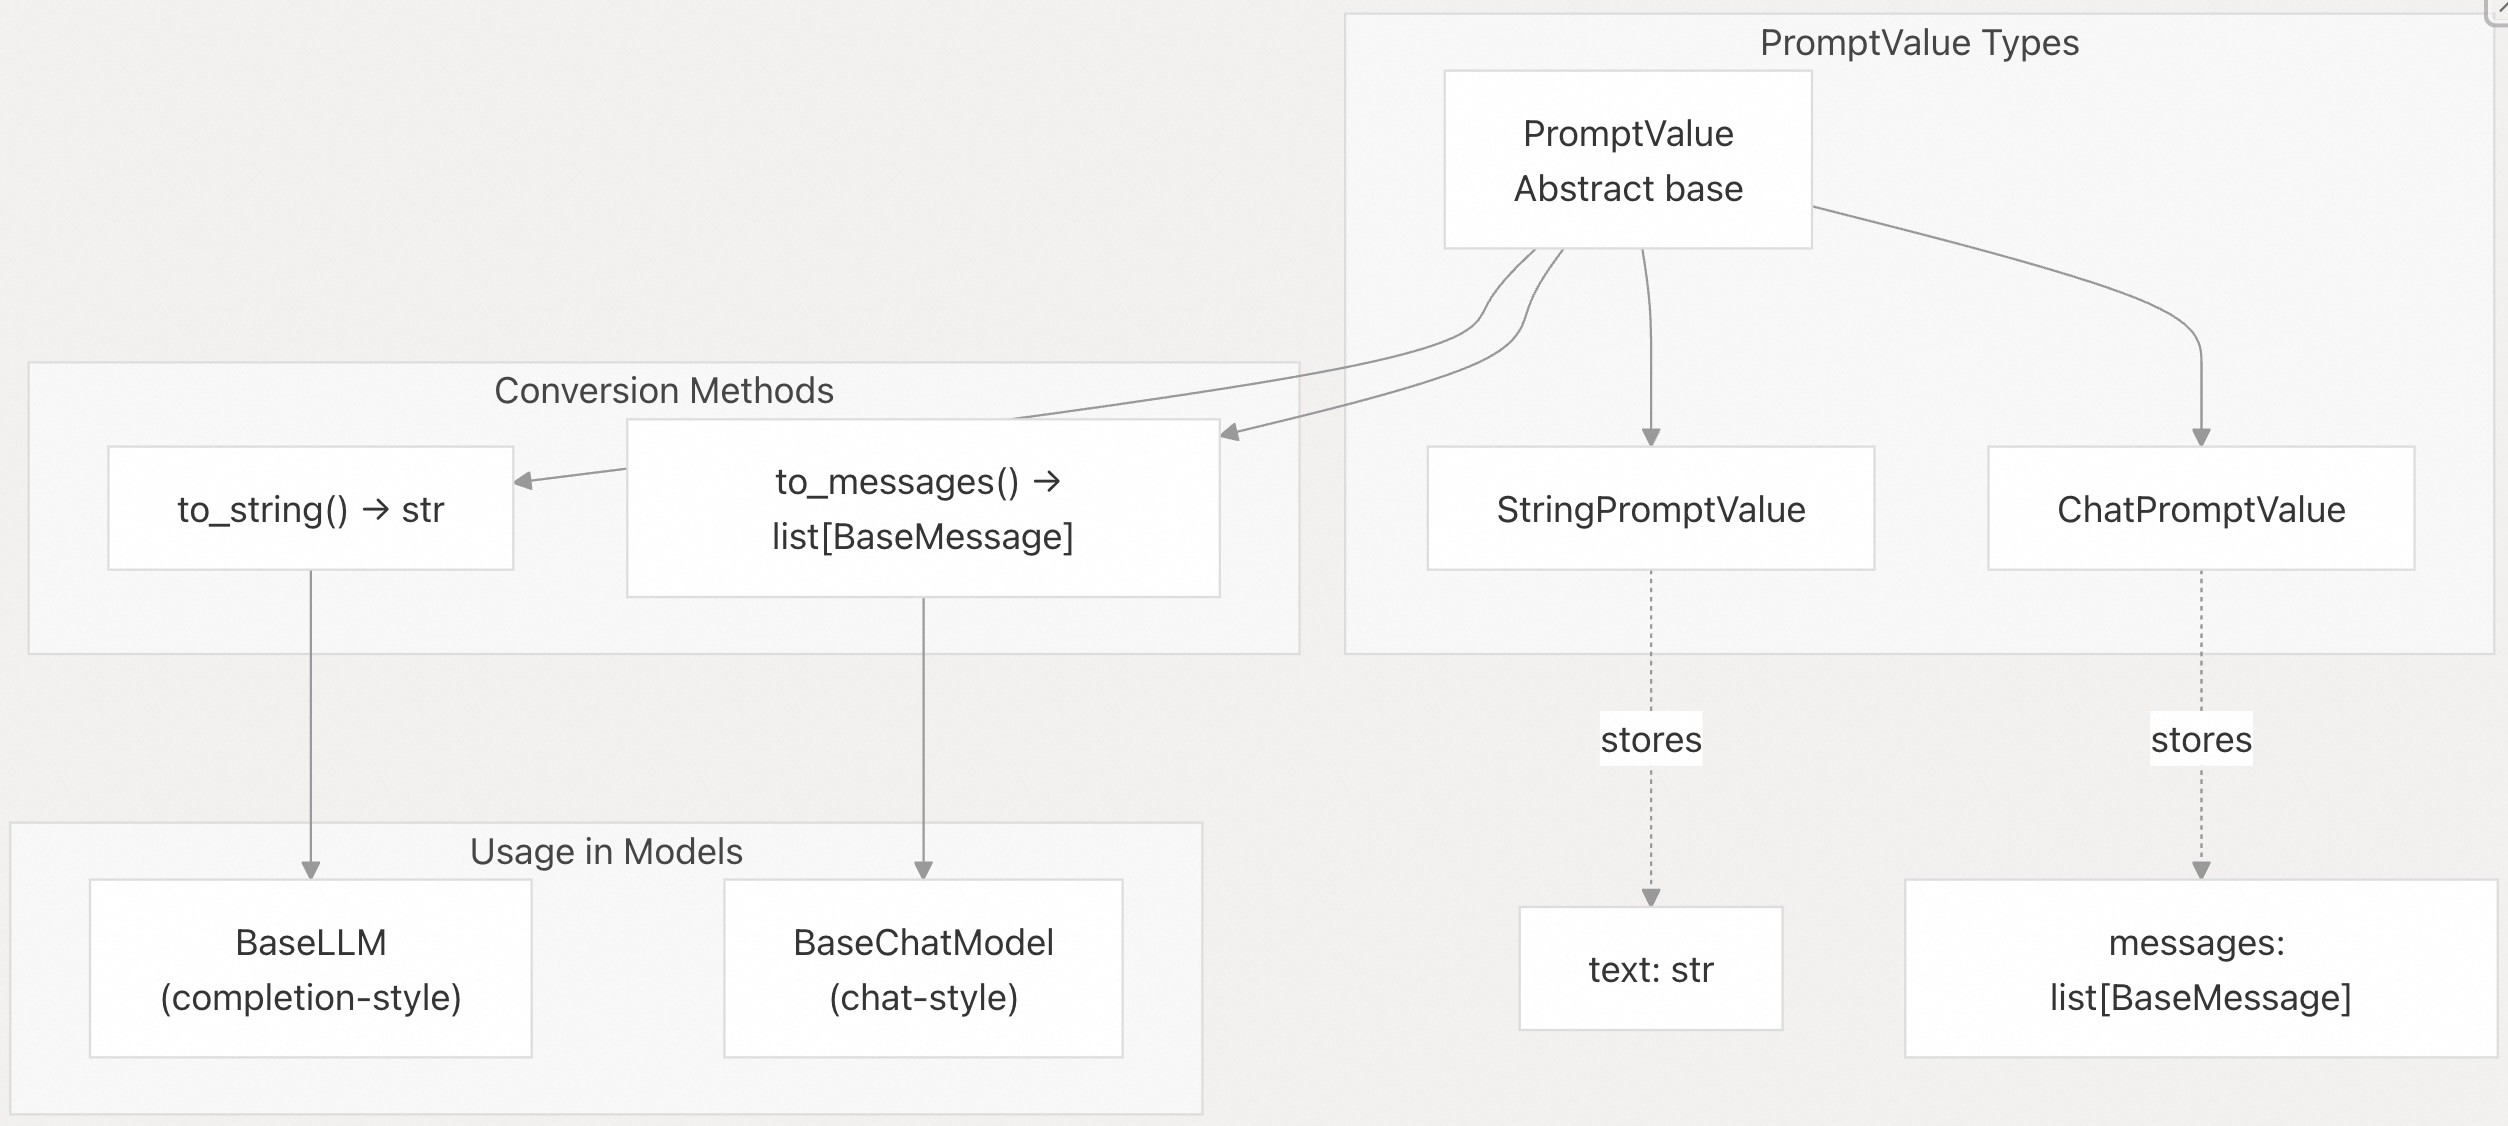 PromptValue Types
PromptValue
Abstract base
Conversion Methods
to_string() → str
to_messages() →
list[BaseMessage]
StringPromptValue
ChatPromptValue
stores
stores
Usage in Models
BaseLLM
(completion-style)
BaseChatModel
(chat-style)
text: str
messages:
list[BaseMessage]